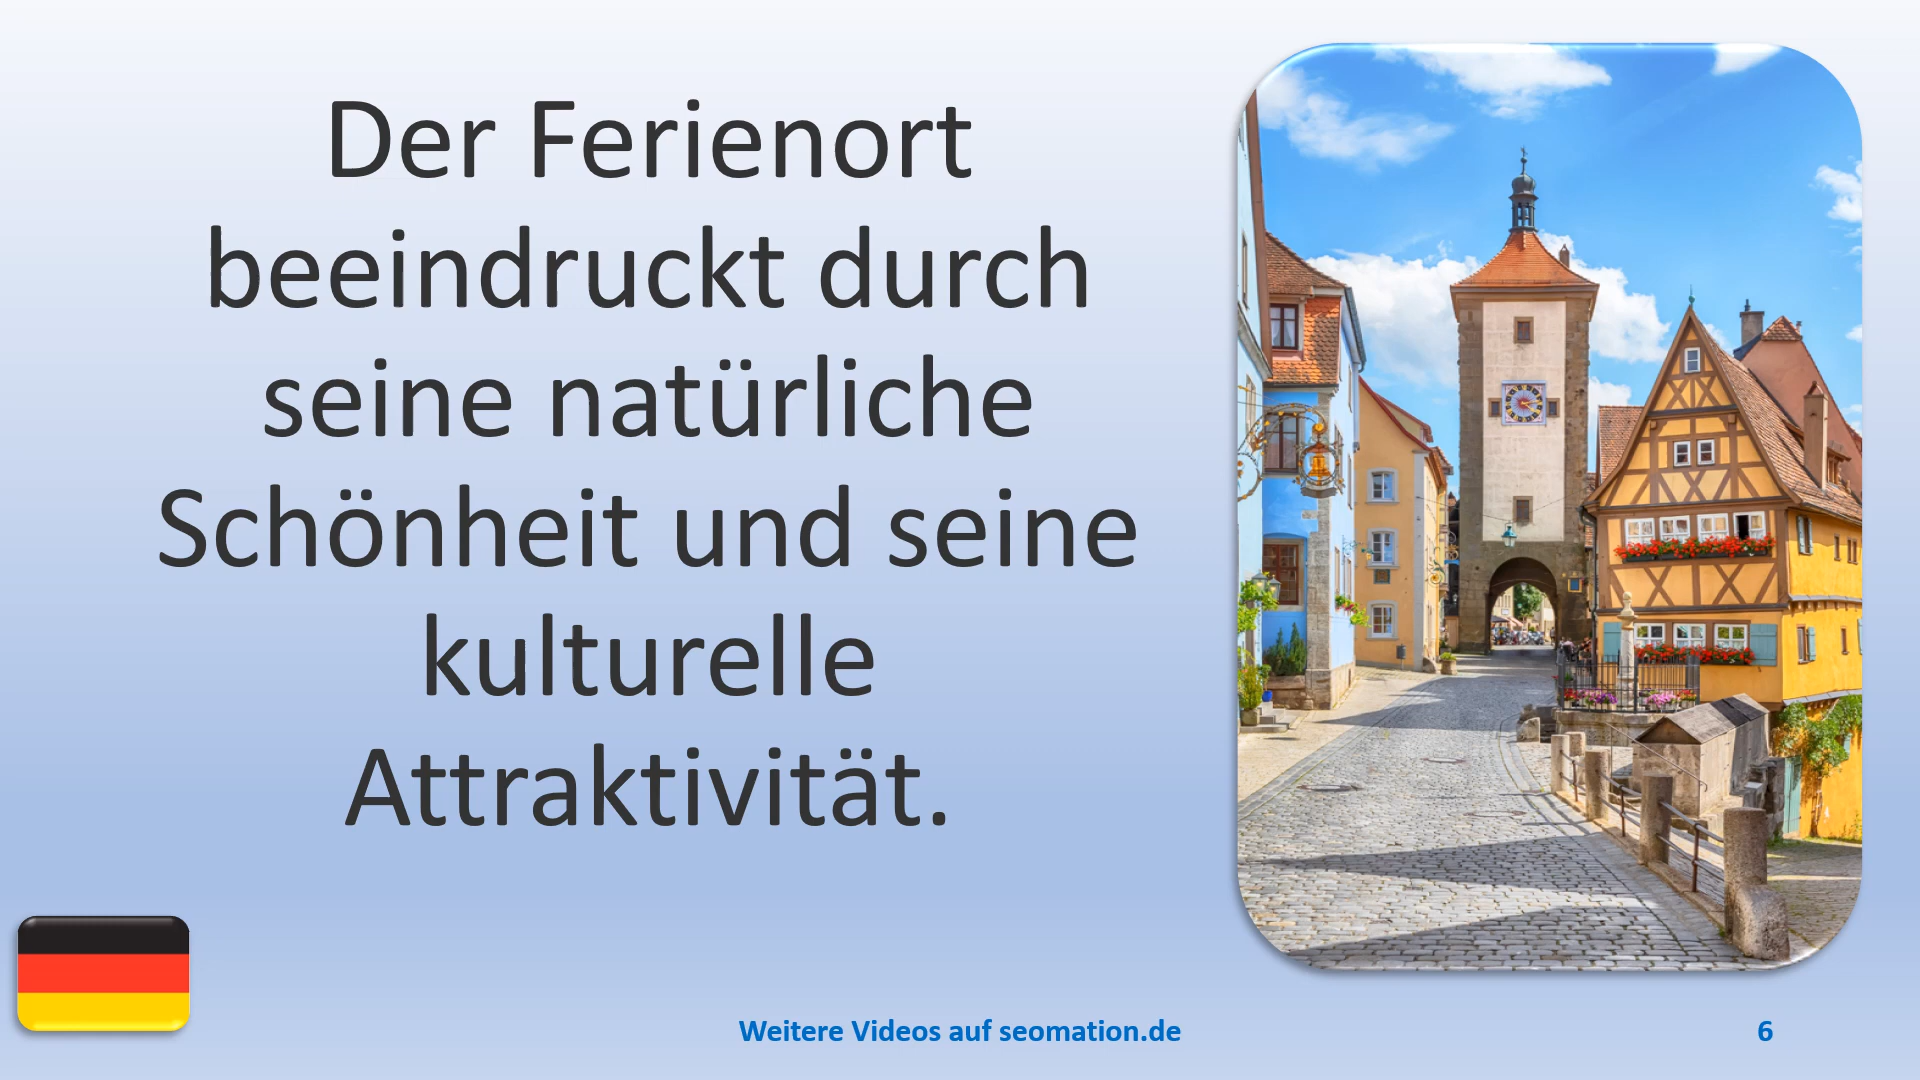 Der Ferienort
beeindruckt durch
seine natürliche
Schönheit und seine
kulturelle
Attraktivität.
Weitere Videos auf seomation.de
6